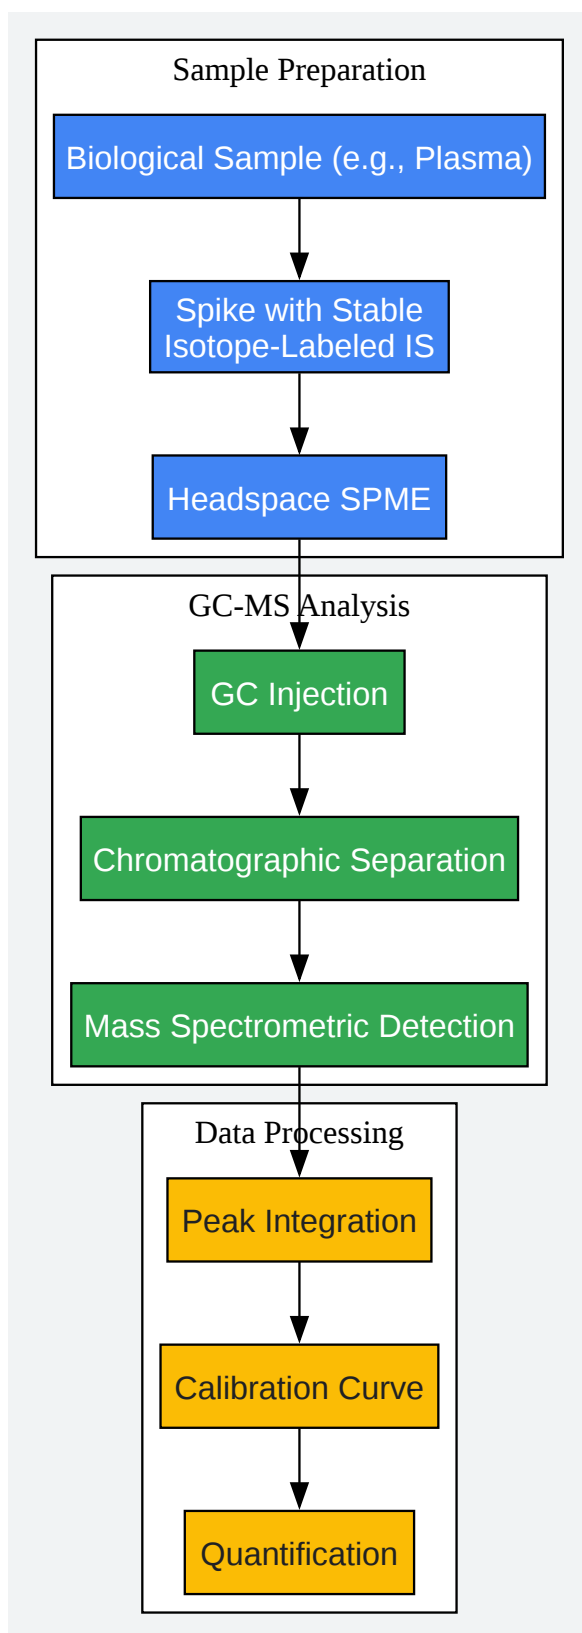 Sample Preparation
Biological Sample (e.g., Plasma)
Spike with Stable
Isotope-Labeled IS
Headspace SPME
GC-MS Analysis
GC Injection
Chromatographic Separation
Mass Spectrometric Detection
Data Processing
Peak Integration
Calibration Curve
Quantification